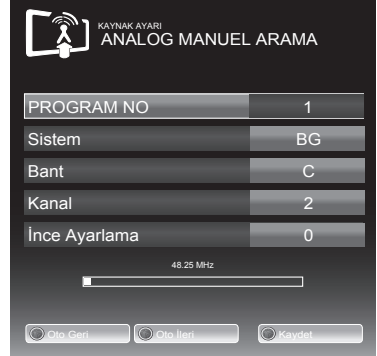 KAYNAK AYARI
ANALOG MANUEL ARAMA
PROGRAM NO 1
Sistem BG
Bant C
Kanal 2
İnce Ayarlama 0
48.25 MHz
Oto Geri Oto İleri Kaydet